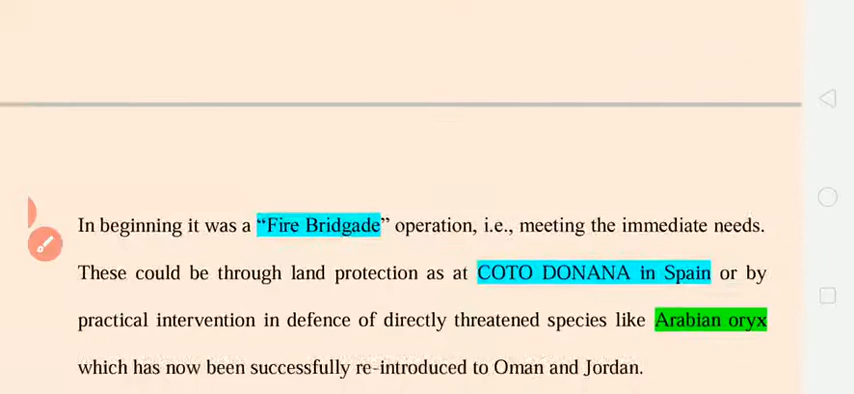 In beginning it was a “Fire Bridgade” operation, i.e., meeting the immediate needs.
These could be through land protection as at COTO DONANA in Spain or by
practical intervention in defence of directly threatened species like Arabian oryx
which has now been successfully re-introduced to Oman and Jordan.